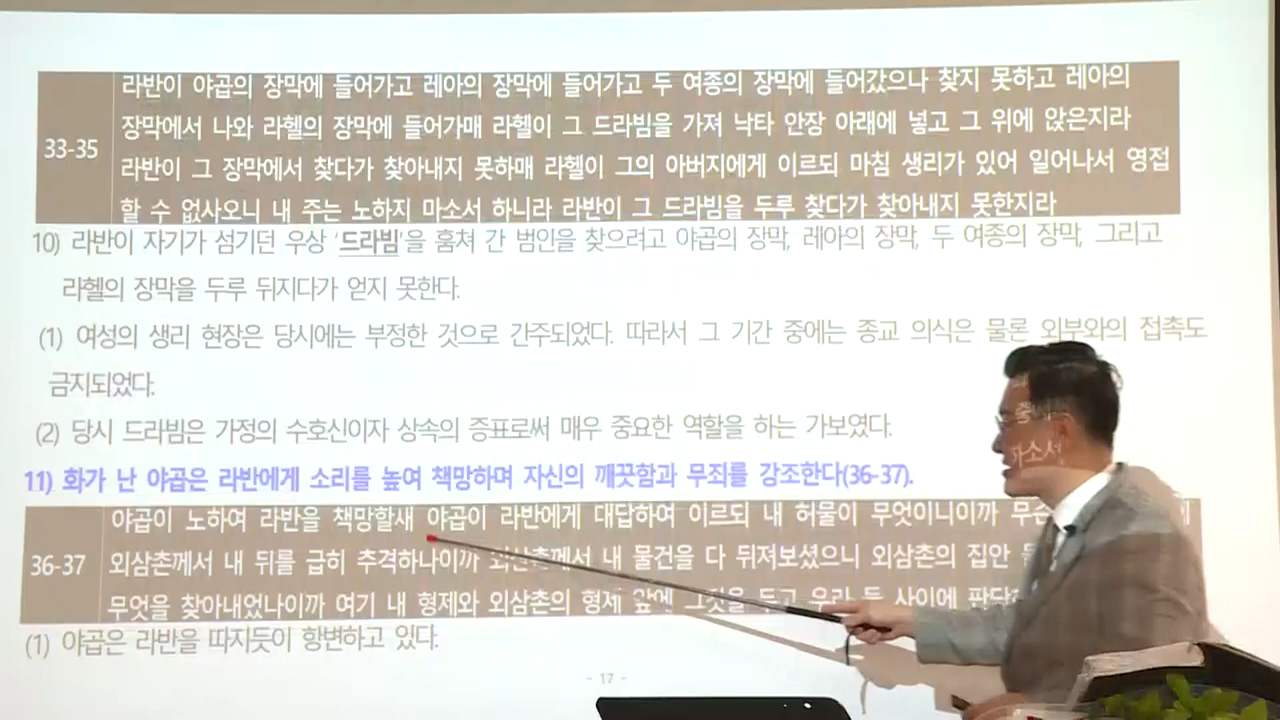 라반이 야곱의 장막에 들어가고 레아의 장막에 들어가고 두 여종의 장막에 들어갔으나 찾지 못하고 레아의
33-35
장막에서 나와 라헬의 장막에 들어가매 라헬이 그 드라빔을 가져 낙타 안장 아래에 넣고 그 위에 앉은지라
라반이 그 장막에서 찾다가 찾아내지 못하매 라헬이 그의 아버지에게 이르되 마침 생리가 있어 일어나서 영접
할 수 없사오니 내 주는 노하지 마소서 하니라 라반이 그 드라빔을 두루 찾다가 찾아내지 못한지라
10) 라반이 자기가 섬기던 우상 '드라빔'을 훔쳐 간 범인을 찾으려고 야곱의 장막, 레아의 장막, 두 여종의 장막, 그리고
라헬의 장막을 두루 뒤지다가 얻지 못한다.
(1) 여성의 생리 현장은 당시에는 부정한 것으로 간주되었다. 따라서 그 기간 중에는 종교 의식은 물론 외부와의 접촉도
금지되었다.
(2) 당시 드라빔은 가정의 수호신이자 상속의 증표로써 매우 중요한 역할을 하는 가보였다.
11) 화가 난 야곱은 라반에게 소리를 높여 책망하며 자신의 깨끗함과 무죄를 강조한다(36-37).
야곱이 노하여 라반을 책망할새 야곱이 라반에게 대답하여 이르되 내 허물이 무엇이니이까
36-37
외삼촌께서 내 뒤를 급히 추격하나이까 외삼촌께서 내 물건을 다 뒤져보셨으니 외삼촌의 집안
무엇을 찾아내었나이까 여기 내 형제와 외삼촌의 형제 앞에 그것을 두고 우리 둘 사이에
(1) 야곱은 라반을 따지듯이 항변하고 있다.
- 17 -